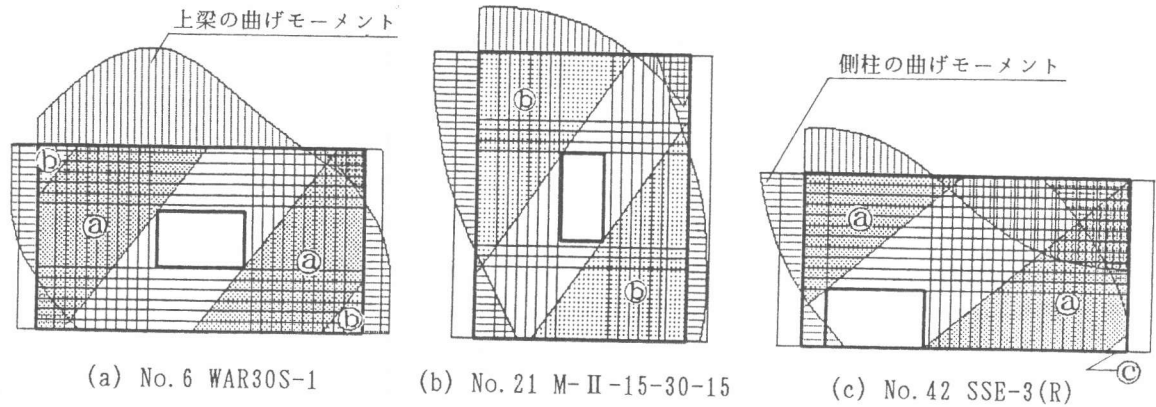 上梁の曲げモーメント
側柱の曲げモーメント
ⓑ
ⓐ
ⓐ
ⓑ
ⓑ
ⓑ
ⓐ
ⓐ
ⓒ
(a) No.6 WAR30S-1
(b) No.21 M-Ⅱ-15-30-15
(c) No.42 SSE-3(R)